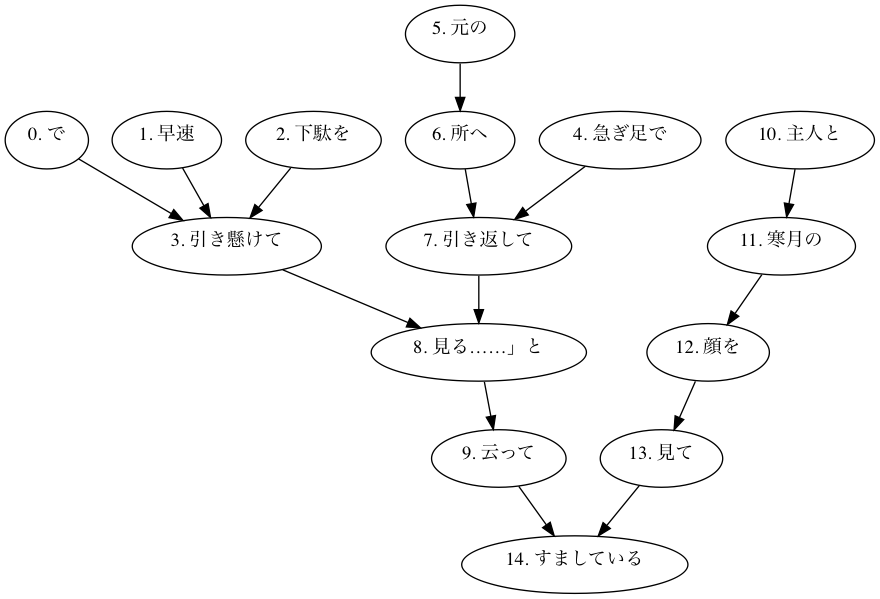 5. 元の
0. で
1. 早速
2. 下駄を
6. 所へ
4. 急ぎ足で
10. 主人と
3. 引き懸けて
7. 引き返して
11. 寒月の
8. 見る……」と
12. 顔を
9. 云って
13. 見て
14. すましている